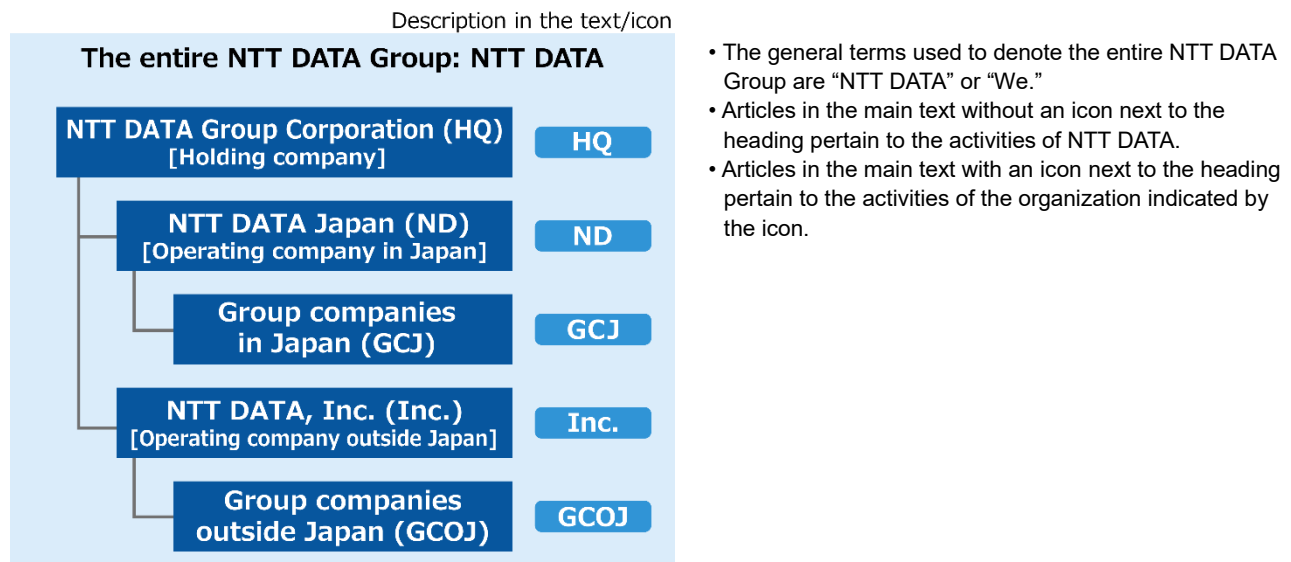 Description in the text/icon
The entire NTT DATA Group: NTT DATA
NTT DATA Group Corporation (HQ)
[Holding company]
HQ
NTT DATA Japan (ND)
[Operating company in Japan]
ND
Group companies
in Japan (GCJ)
GCJ
NTT DATA, Inc. (Inc.)
[Operating company outside Japan]
Inc.
Group companies
outside Japan (GCOJ)
GCOJ
• The general terms used to denote the entire NTT DATA
Group are “NTT DATA” or “We.”
• Articles in the main text without an icon next to the
heading pertain to the activities of NTT DATA.
• Articles in the main text with an icon next to the heading
pertain to the activities of the organization indicated by
the icon.